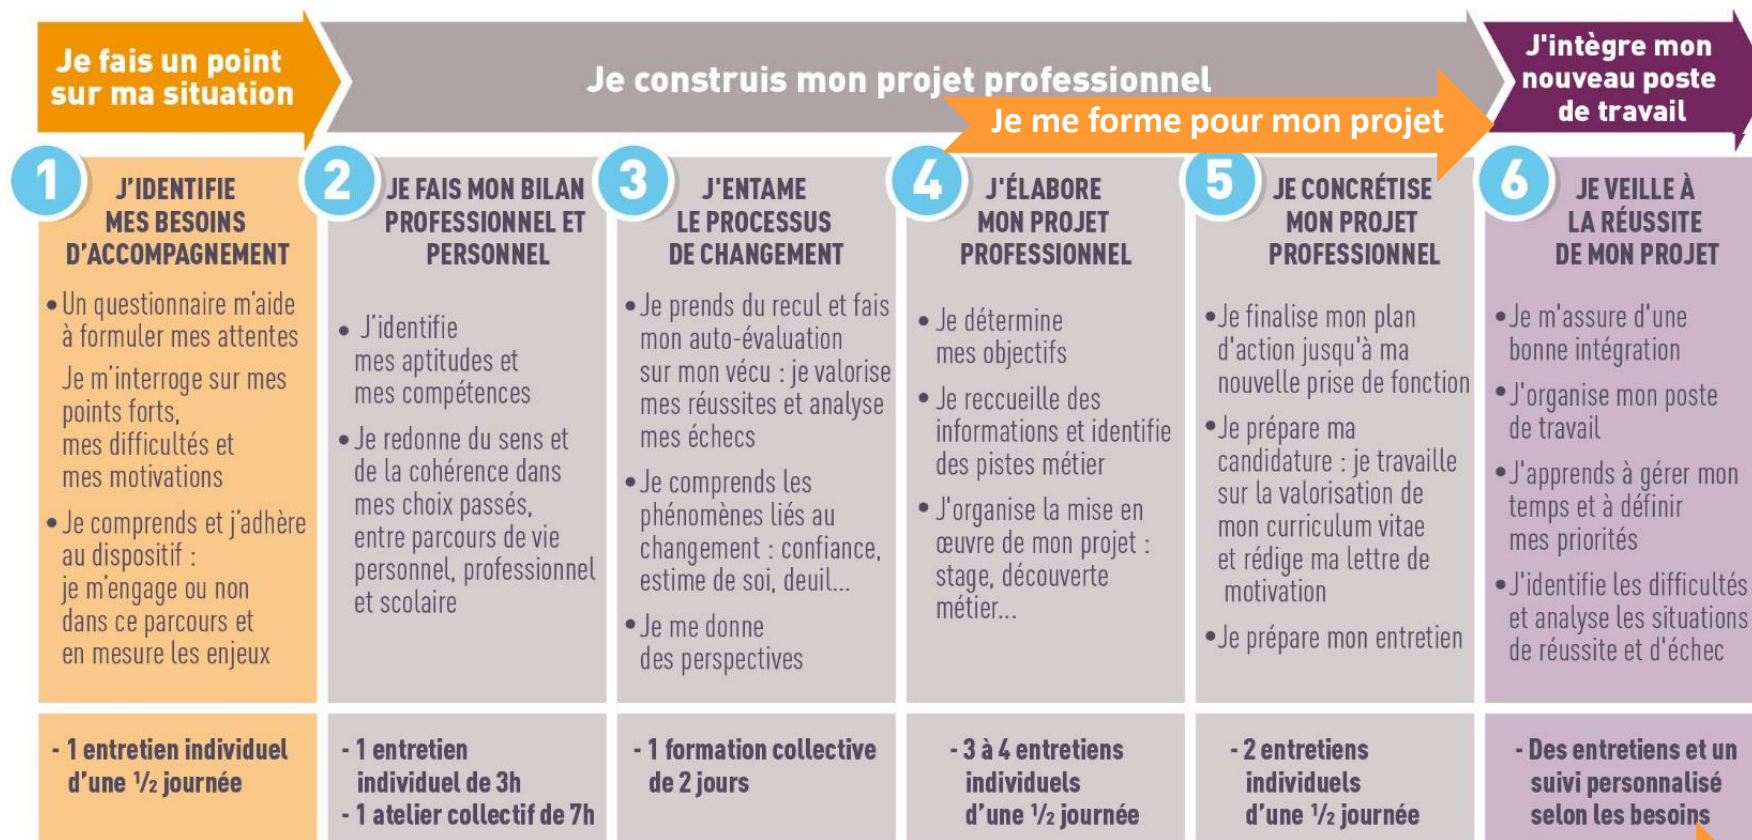 Je fais un point
sur ma situation
Je construis mon projet professionnel
Je me forme pour mon projet
J'intègre mon
nouveau poste
de travail
1
J'IDENTIFIE
MES BESOINS
D'ACCOMPAGNEMENT
• Un questionnaire m'aide
à formuler mes attentes
Je m'interroge sur mes
points forts,
mes difficultés et
mes motivations
• Je comprends et j'adhère
au dispositif :
je m'engage ou non
dans ce parcours et
en mesure les enjeux
- 1 entretien individuel
d'une ½ journée
2
JE FAIS MON BILAN
PROFESSIONNEL ET
PERSONNEL
• J'identifie
mes aptitudes et
mes compétences
• Je redonne du sens et
de la cohérence dans
mes choix passés,
entre parcours de vie
personnel, professionnel
et scolaire
- 1 entretien
individuel de 3h
- 1 atelier collectif de 7h
3
J'ENTAME
LE PROCESSUS
DE CHANGEMENT
• Je prends du recul et fais
mon auto-évaluation
sur mon vécu : je valorise
mes réussites et analyse
mes échecs
• Je comprends les
phénomènes liés au
changement : confiance,
estime de soi, deuil...
• Je me donne
des perspectives
- 1 formation collective
de 2 jours
4
J'ÉLABORE
MON PROJET
PROFESSIONNEL
• Je détermine
mes objectifs
• Je reccueille des
informations et identifie
des pistes métier
• J'organise la mise en
œuvre de mon projet :
stage, découverte
métier...
- 3 à 4 entretiens
individuels
d'une ½ journée
5
JE CONCRÉTISE
MON PROJET
PROFESSIONNEL
• Je finalise mon plan
d'action jusqu'à ma
nouvelle prise de fonction
• Je prépare ma
candidature : je travaille
sur la valorisation de
mon curriculum vitae
et rédige ma lettre de
motivation
• Je prépare mon entretien
- 2 entretiens
individuels
d'une ½ journée
6
JE VEILLE À
LA RÉUSSITE
DE MON PROJET
• Je m'assure d'une
bonne intégration
• J'organise mon poste
de travail
• J'apprends à gérer mon
temps et à définir
mes priorités
• J'identifie les difficultés
et analyse les situations
de réussite et d'échec
- Des entretiens et un
suivi personnalisé
selon les besoins